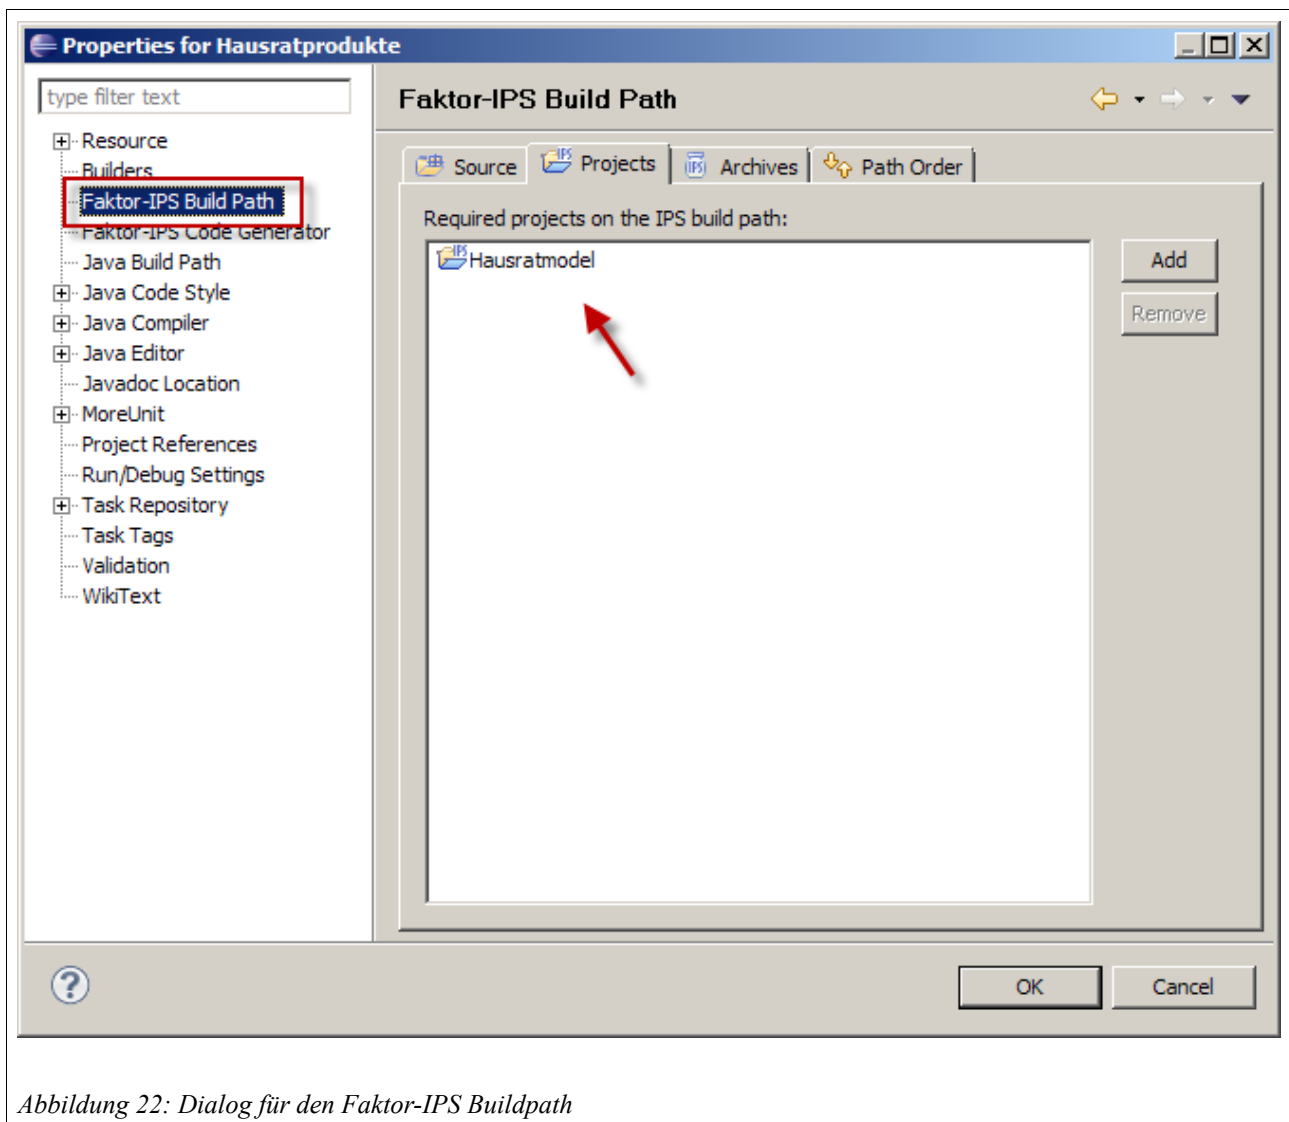 Properties for Hausratprodukte
type filter text
Resource
Builders
Faktor-IPS Build Path
Faktor-IPS Code Generator
Java Build Path
Java Code Style
Java Compiler
Java Editor
Javadoc Location
MoreUnit
Project References
Run/Debug Settings
Task Repository
Task Tags
Validation
WikiText
Faktor-IPS Build Path
Source Projects Archives Path Order
Required projects on the IPS build path:
Hausratmodel
Add
Remove
OK Cancel
Abbildung 22: Dialog für den Faktor-IPS Buildpath